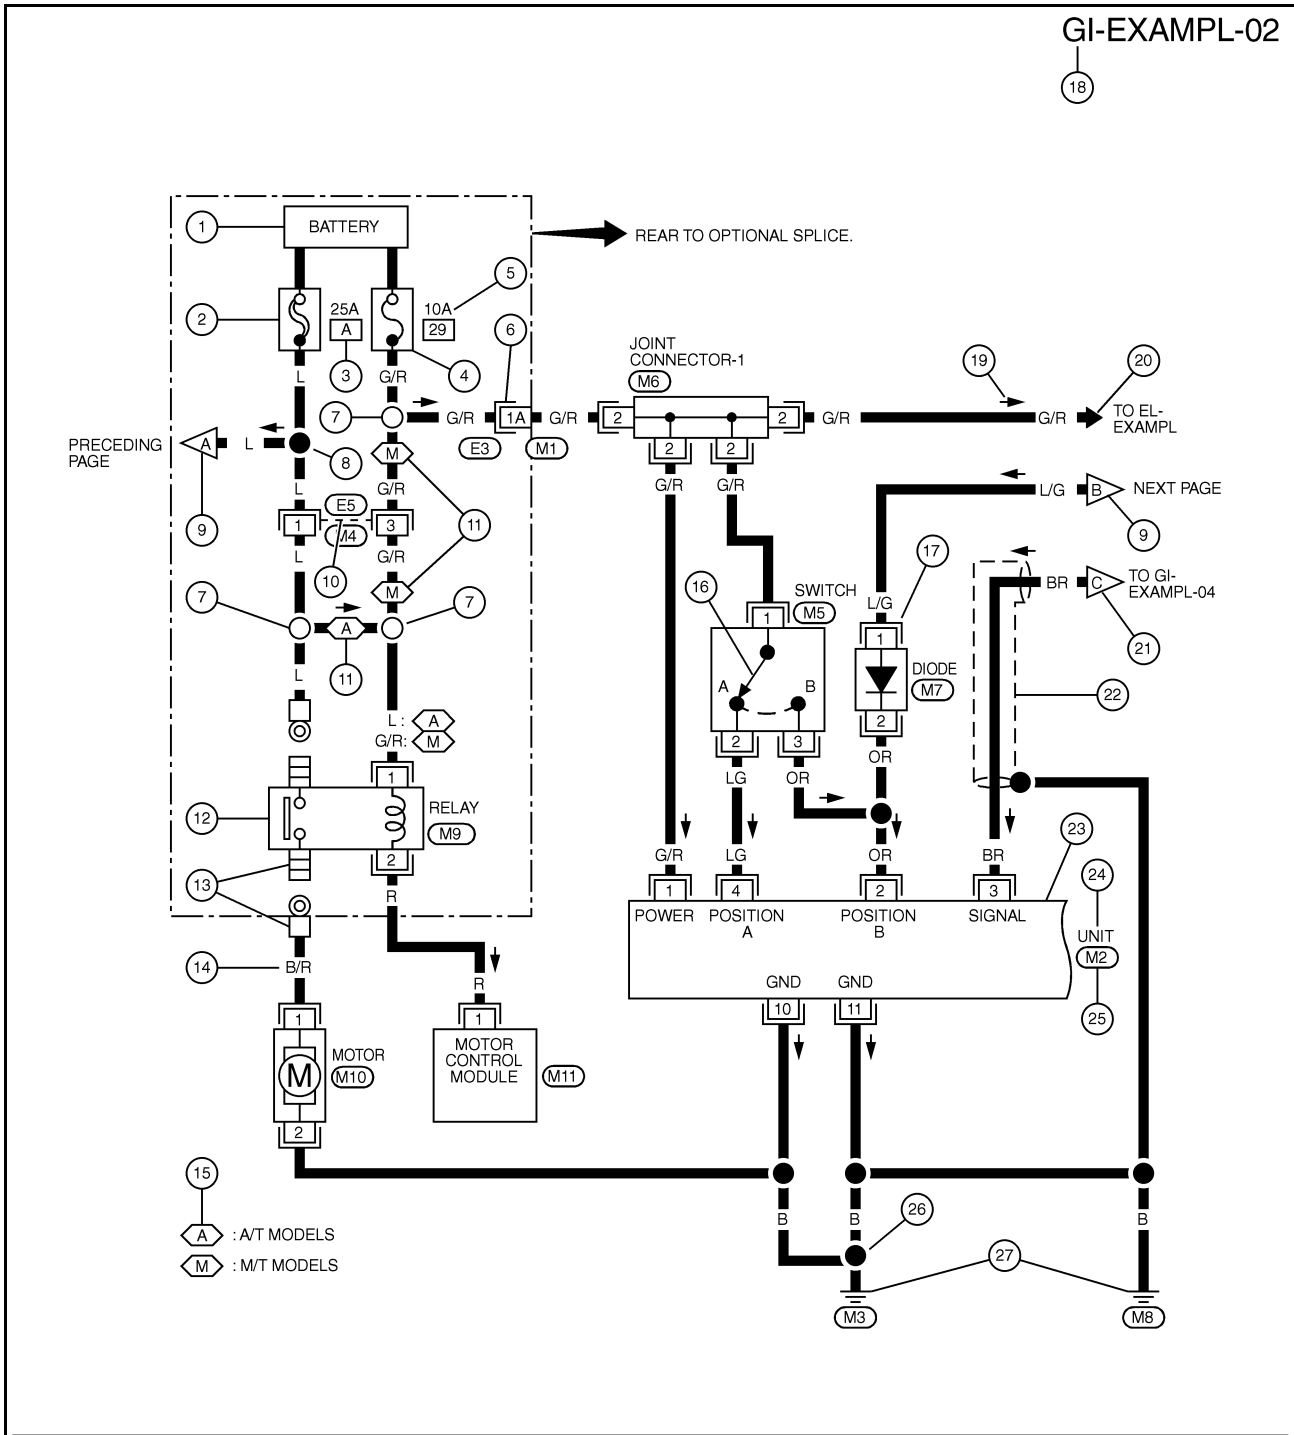 GI-EXAMPL-02
18
1
BATTERY
REAR TO OPTIONAL SPLICE.
5
2
25A
A
10A
29
6
3
4
L
G/R
JOINT
CONNECTOR-1
M6
19
20
7
G/R
1A
G/R
2
2
G/R
G/R
TO EL-
EXAMPL
PRECEDING
PAGE
A
L
8
M
E3
M1
2
2
9
L
G/R
G/R
G/R
L/G
B
NEXT PAGE
E5
1
3
M4
11
9
L
G/R
17
10
16
BR
C
TO GI-
EXAMPL-04
7
M
7
SWITCH
M5
L/G
1
1
A
21
L
11
A
B
DIODE
M7
22
L :
A
G/R:
M
2
3
2
LG
OR
OR
1
12
RELAY
M9
23
2
G/R
LG
OR
BR
13
R
1
4
2
3
24
POWER
POSITION
A
POSITION
B
SIGNAL
UNIT
M2
14
B/R
R
GND
GND
10
11
25
1
1
MOTOR
M10
M
MOTOR
CONTROL
MODULE
M11
2
15
B
B
B
26
A
: A/T MODELS
M
: M/T MODELS
27
M3
M8